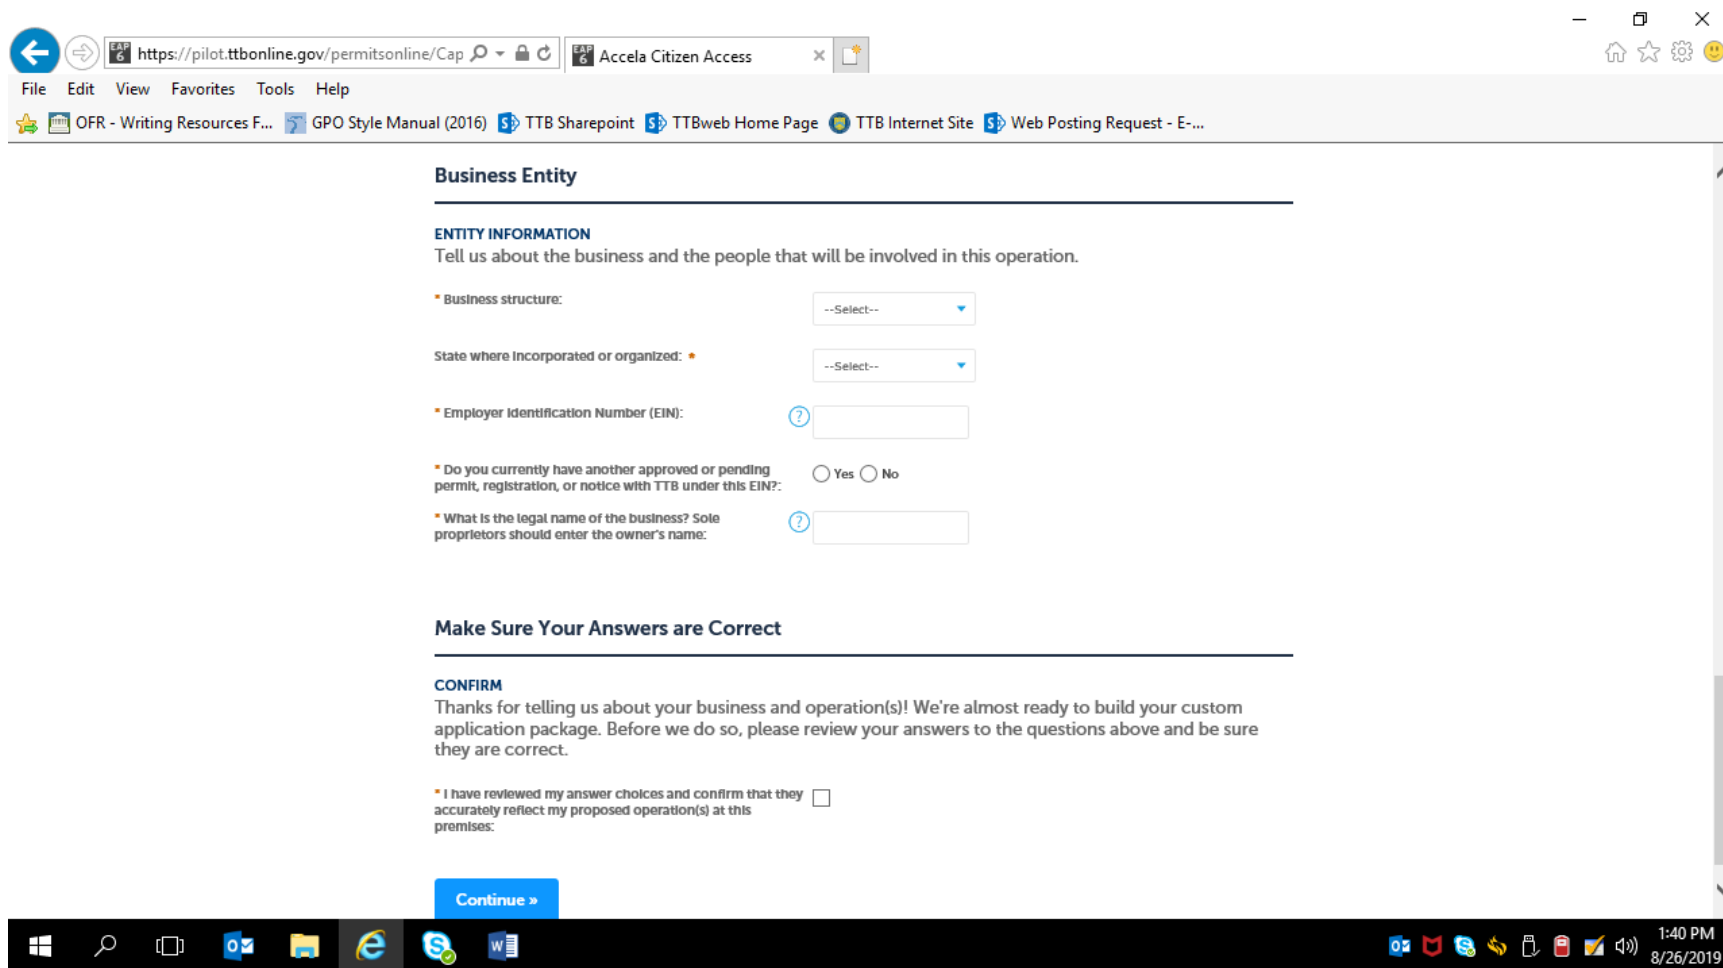 EAP 6 https://pilot.ttbonline.gov/permitsonline/Cap
EAP 6 Accela Citizen Access
File Edit View Favorites Tools Help
OFR - Writing Resources F... GPO Style Manual (2016) TTB Sharepoint TTBweb Home Page TTB Internet Site Web Posting Request - E-...
Business Entity
ENTITY INFORMATION
Tell us about the business and the people that will be involved in this operation.
* Business structure:
--Select--
State where incorporated or organized: *
--Select--
* Employer Identification Number (EIN): ?
* Do you currently have another approved or pending
permit, registration, or notice with TTB under this EIN?:
Yes No
* What is the legal name of the business? Sole
proprietors should enter the owner's name: ?
Make Sure Your Answers are Correct
CONFIRM
Thanks for telling us about your business and operation(s)! We're almost ready to build your custom
application package. Before we do so, please review your answers to the questions above and be sure
they are correct.
* I have reviewed my answer choices and confirm that they
accurately reflect my proposed operation(s) at this
premises:
Continue »
1:40 PM
8/26/2019